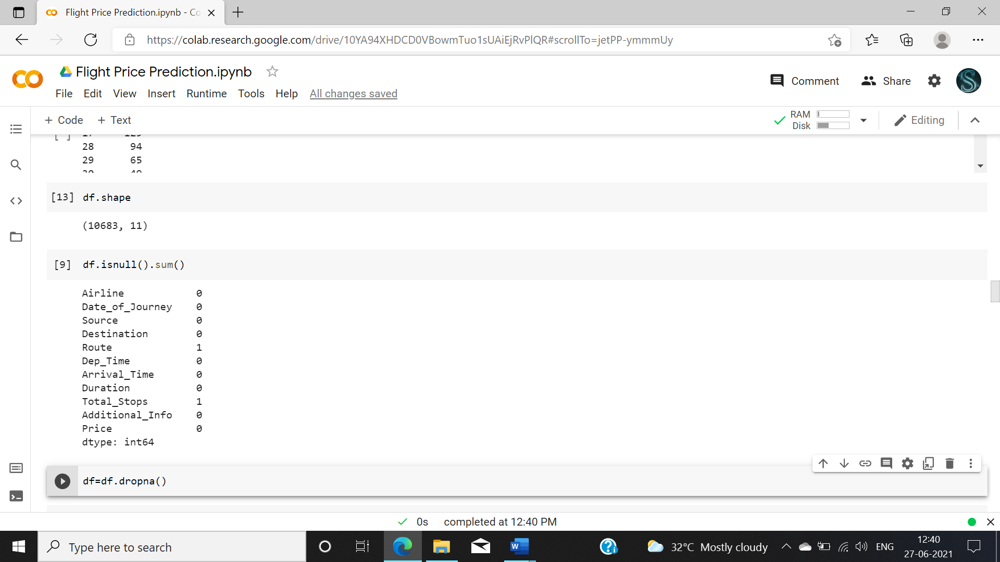 Flight Price Prediction.ipynb - Co
https://colab.research.google.com/drive/10YA94XHDCD0VBowmTuo1sUAiEjRvPlQR#scrollTo=jetPP-ymmmUy
Flight Price Prediction.ipynb
File Edit View Insert Runtime Tools Help All changes saved
Comment Share
+ Code + Text
RAM
Disk
Editing
28 94
29 65
[13] df.shape
(10683, 11)
[9] df.isnull().sum()
Airline 0
Date_of_Journey 0
Source 0
Destination 0
Route 1
Dep_Time 0
Arrival_Time 0
Duration 0
Total_Stops 1
Additional_Info 0
Price 0
dtype: int64
df=df.dropna()
0s completed at 12:40 PM
Type here to search
32°C Mostly cloudy
ENG
12:40
27-06-2021